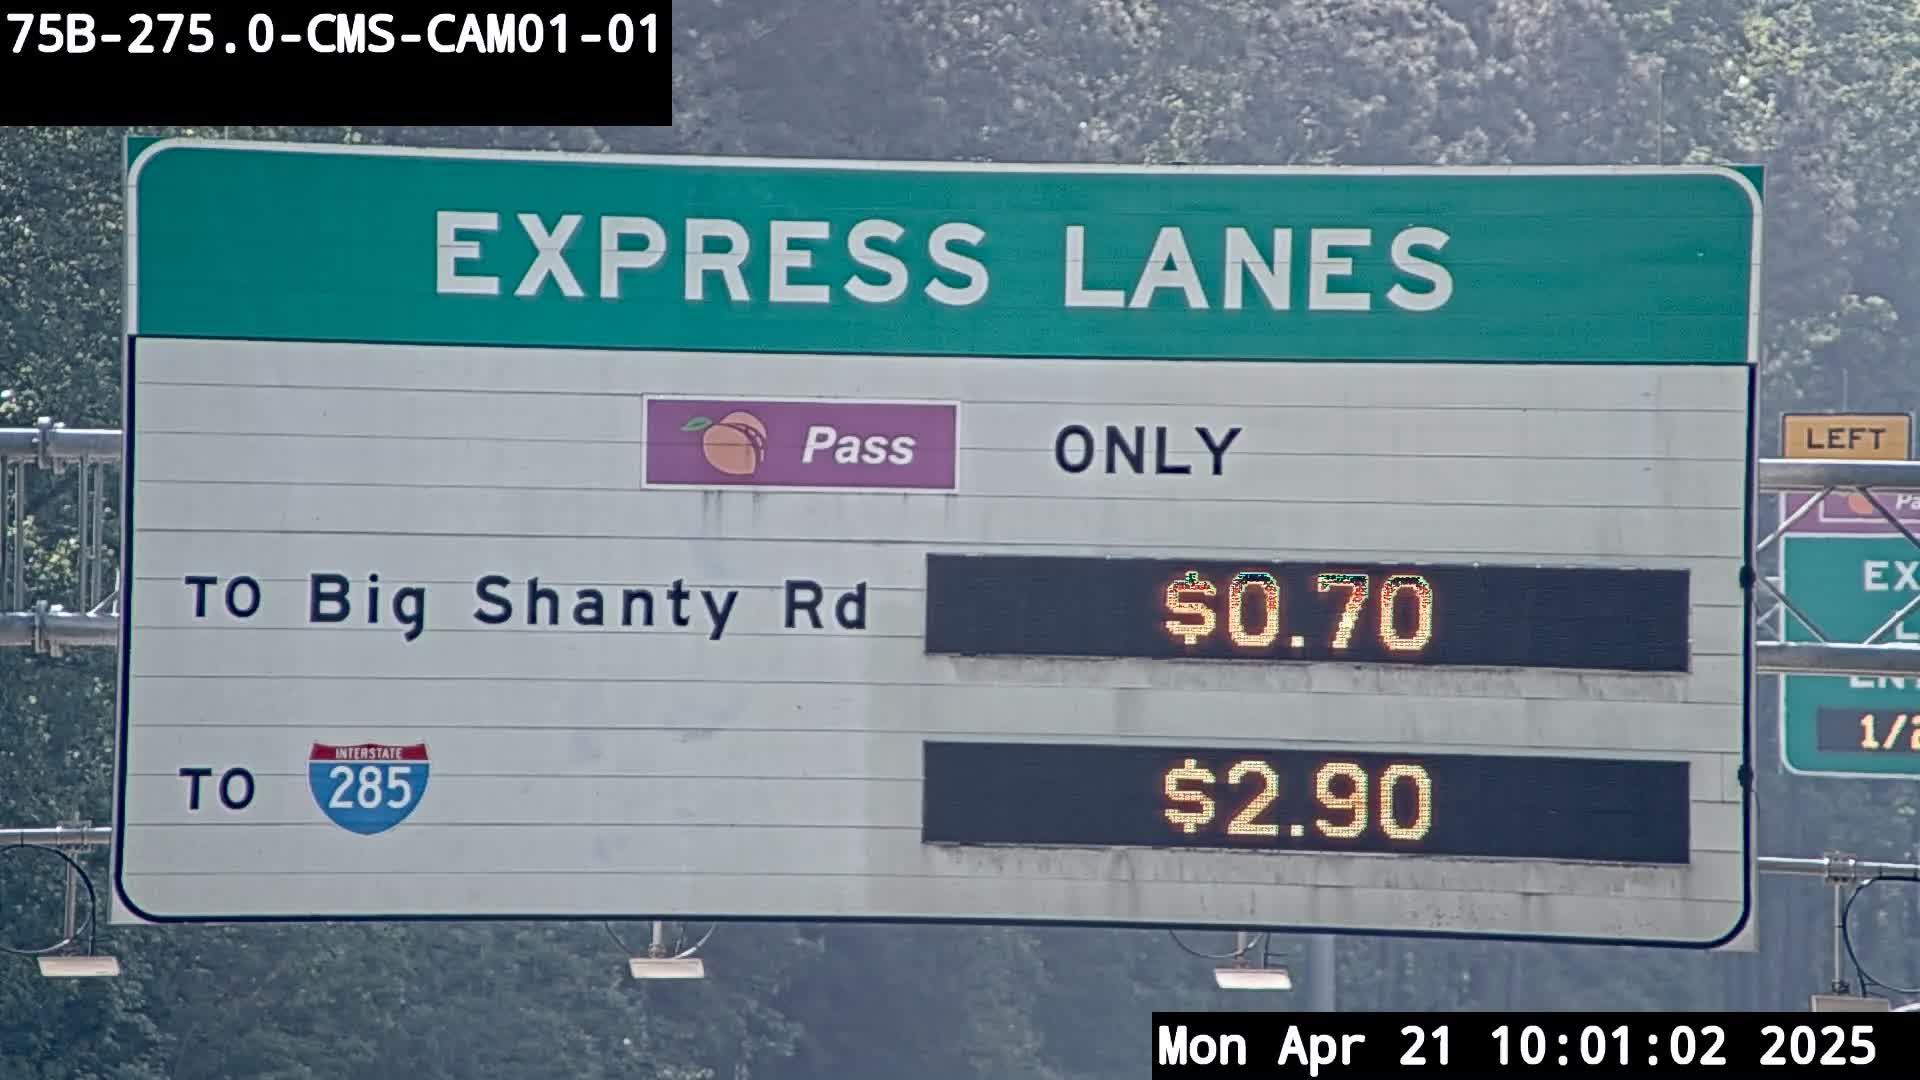 75B-275.0-CMS-CAM01-01
EXPRESS LANES
Pass ONLY
TO Big Shanty Rd $0.70
TO INTERSTATE 285 $2.90
LEFT
Mon Apr 21 10:01:02 2025